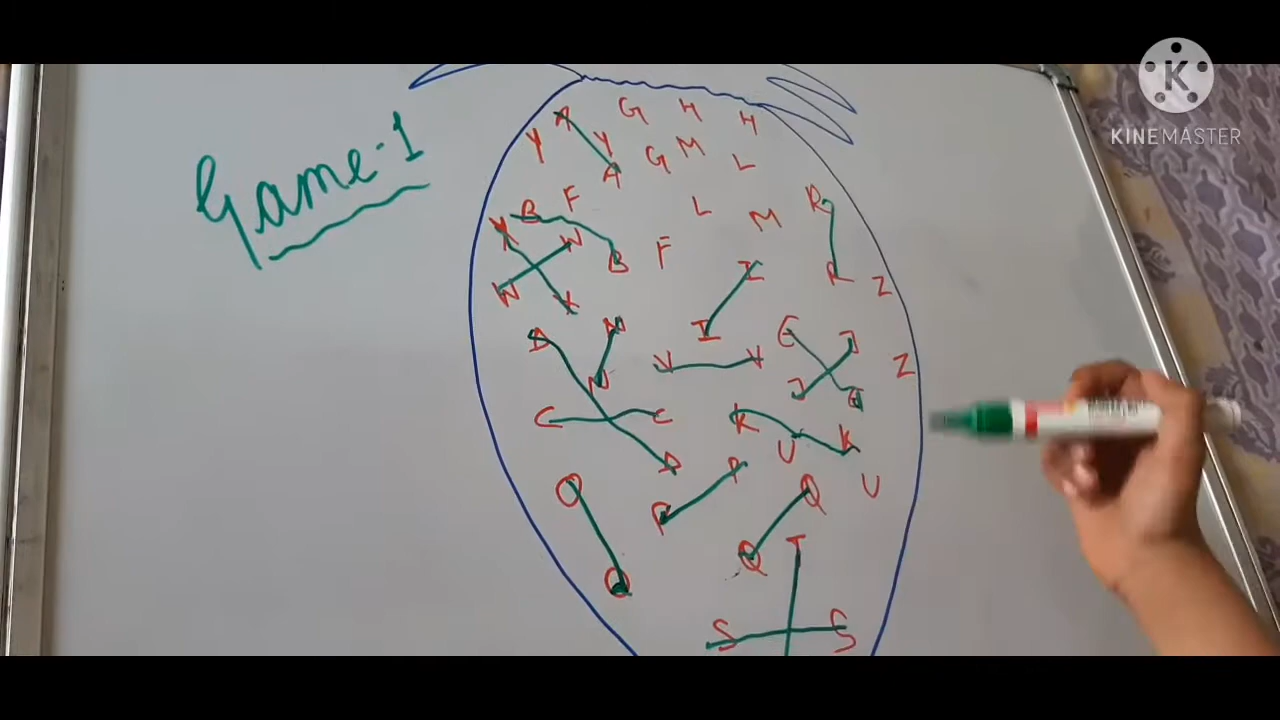 Game-1
A G H H
Y Y G M L
A
B F L M R
X W B F
W X I R Z
D N I E J
N V V J E Z
C C K K
D P U U
O P Q
O Q T
S S
KINEMASTER
K